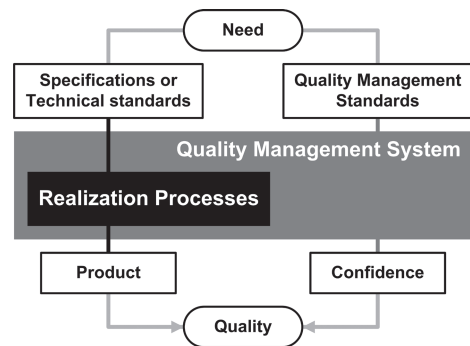 Need
Specifications or
Technical standards
Quality Management
Standards
Quality Management System
Realization Processes
Product
Confidence
Quality